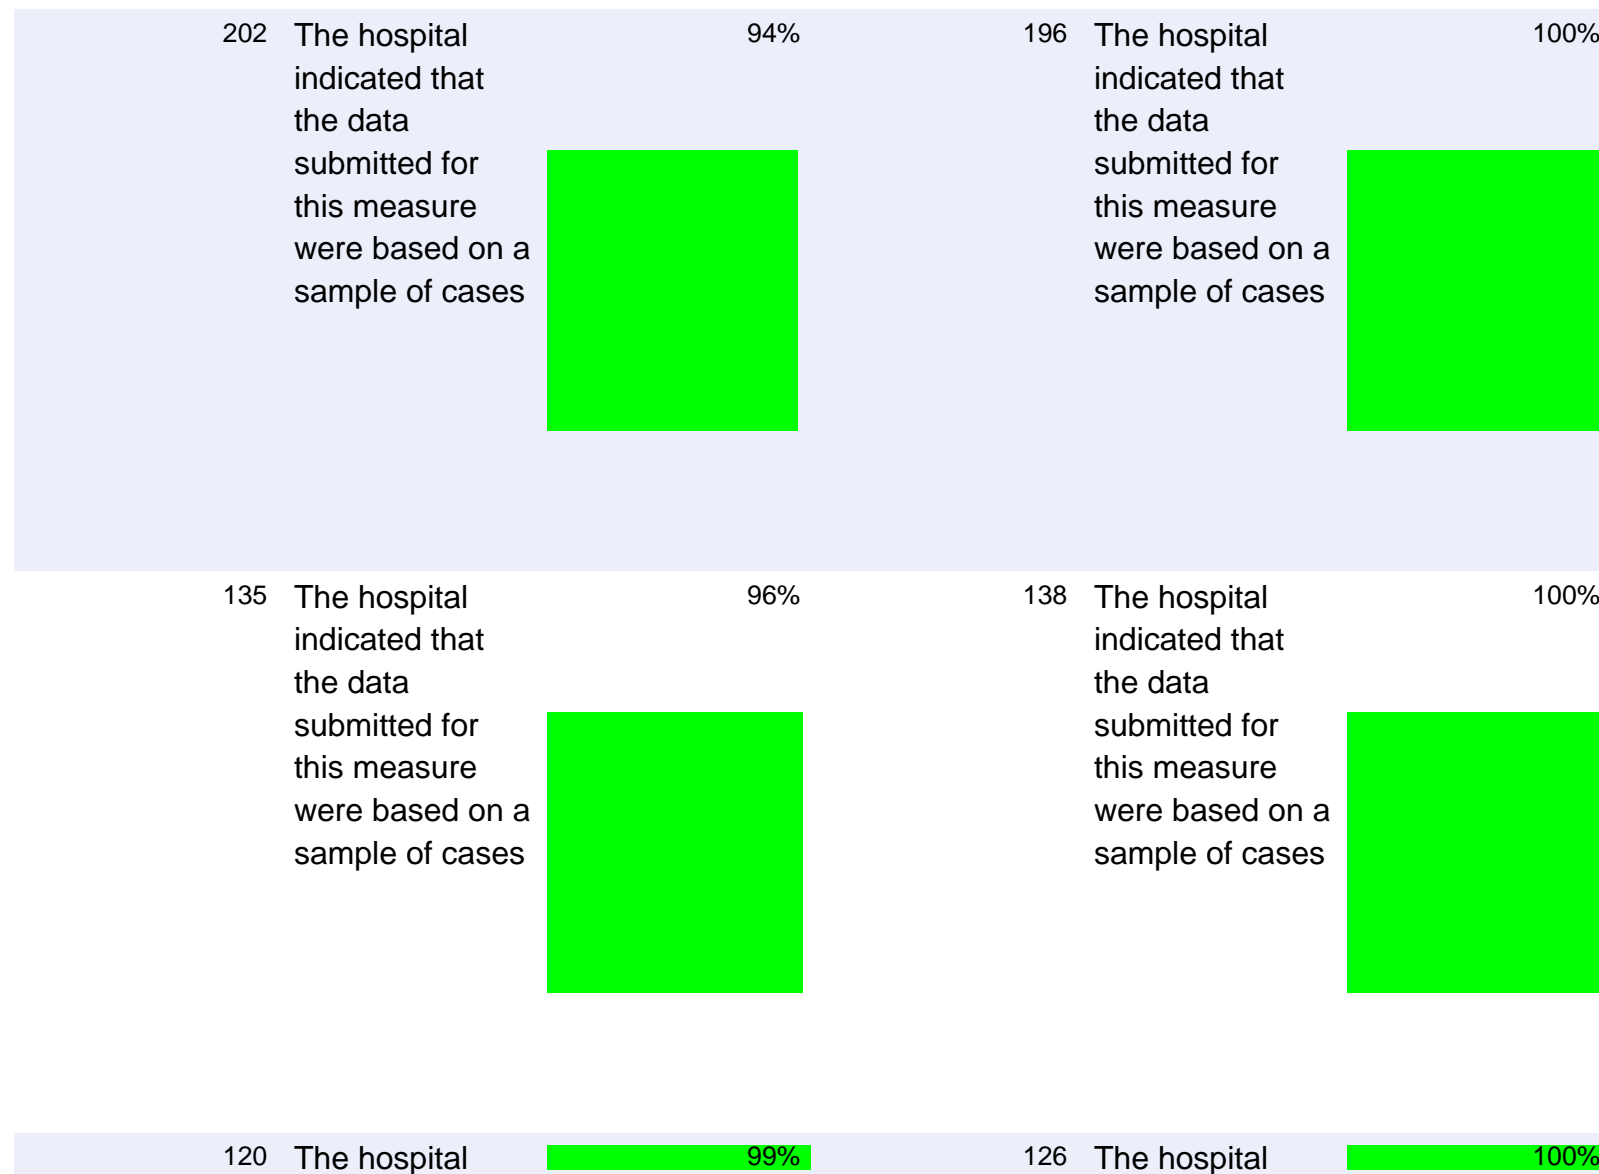 202 The hospital 94% 196 The hospital 100%
indicated that indicated that
the data the data
submitted for submitted for
this measure this measure
were based on a were based on a
sample of cases sample of cases
135 The hospital 96% 138 The hospital 100%
indicated that indicated that
the data the data
submitted for submitted for
this measure this measure
were based on a were based on a
sample of cases sample of cases
120 The hospital 99% 126 The hospital 100%